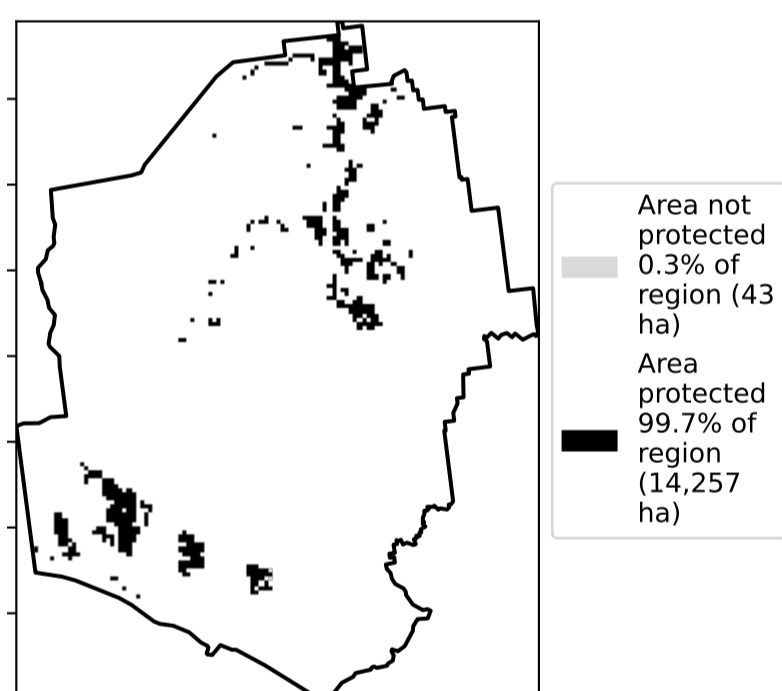 Area not
protected
0.3% of
region (43
ha)
Area
protected
99.7% of
region
(14,257
ha)